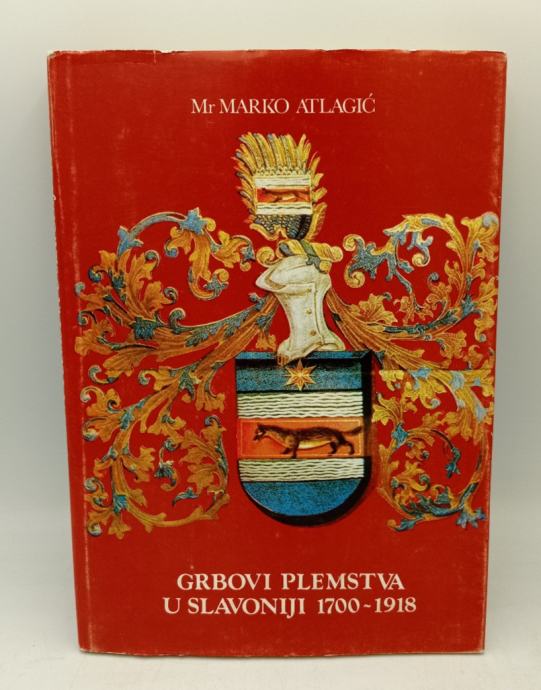 Mr MARKO ATLAGIĆ
GRBOVI PLEMSTVA
U SLAVONIJI 1700-1918